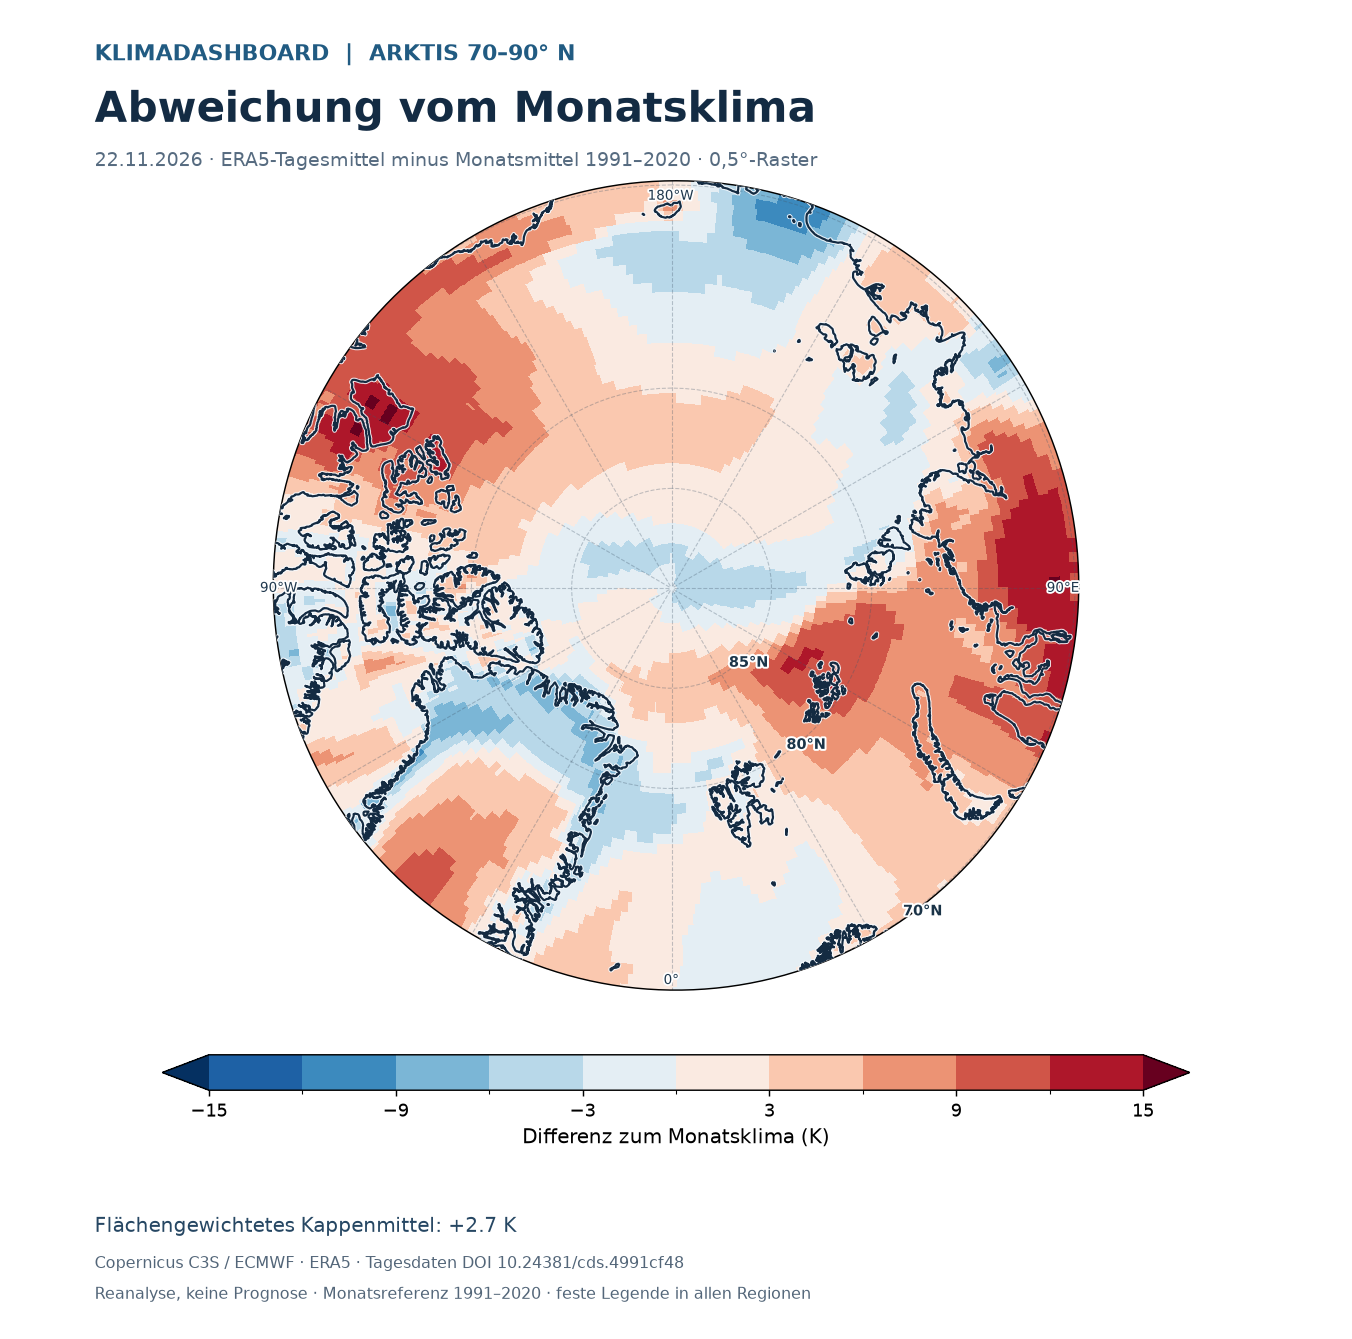 KLIMADASHBOARD | ARKTIS 70–90° N
Abweichung vom Monatsklima
22.11.2026 · ERA5-Tagesmittel minus Monatsmittel 1991–2020 · 0,5°-Raster
180°W
90°W
90°E
85°N
80°N
70°N
0°
−15 −9 −3 3 9 15
Differenz zum Monatsklima (K)
Flächengewichtetes Kappenmittel: +2.7 K
Copernicus C3S / ECMWF · ERA5 · Tagesdaten DOI 10.24381/cds.4991cf48
Reanalyse, keine Prognose · Monatsreferenz 1991–2020 · feste Legende in allen Regionen